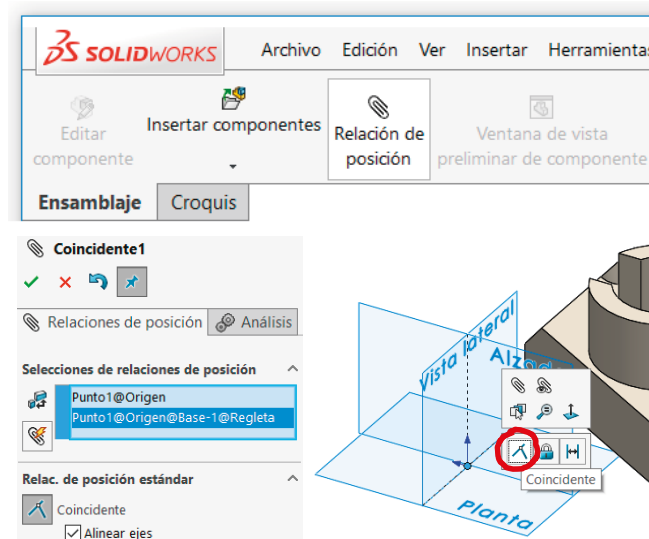 SOLIDWORKS Archivo Edición Ver Insertar Herramientas
Editar componente
Insertar componentes
Relación de posición
Ventana de vista preliminar de componente
Ensamblaje Croquis
Coincidente1
Relaciones de posición Análisis
Selecciones de relaciones de posición
Punto1@Origen
Punto1@Origen@Base-1@Regleta
Relac. de posición estándar
Coincidente
Alinear ejes
Vista lateral
Planta
Coincidente